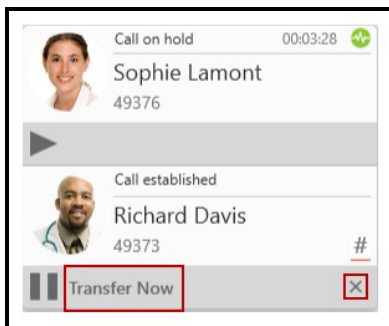 Call on hold 00:03:28
Sophie Lamont
49376
Call established
Richard Davis
49373 #
Transfer Now